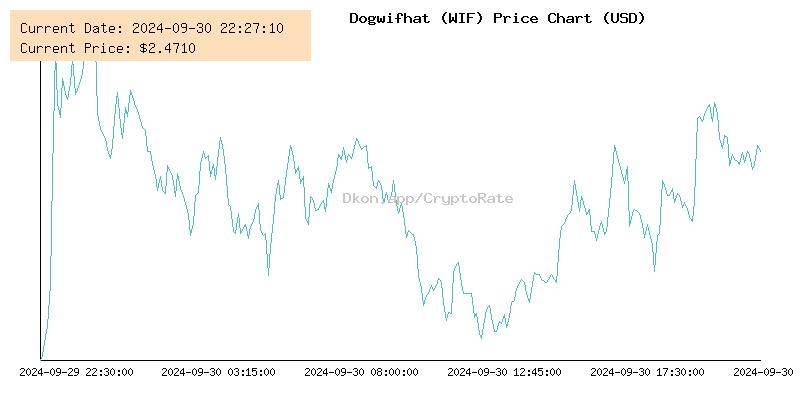 Dogwifhat (WIF) Price Chart (USD)
Current Date: 2024-09-30 22:27:10
Current Price: $2.4710
Dkon.app/CryptoRate
2024-09-29 22:30:00 2024-09-30 03:15:00 2024-09-30 08:00:00 2024-09-30 12:45:00 2024-09-30 17:30:00 2024-09-30